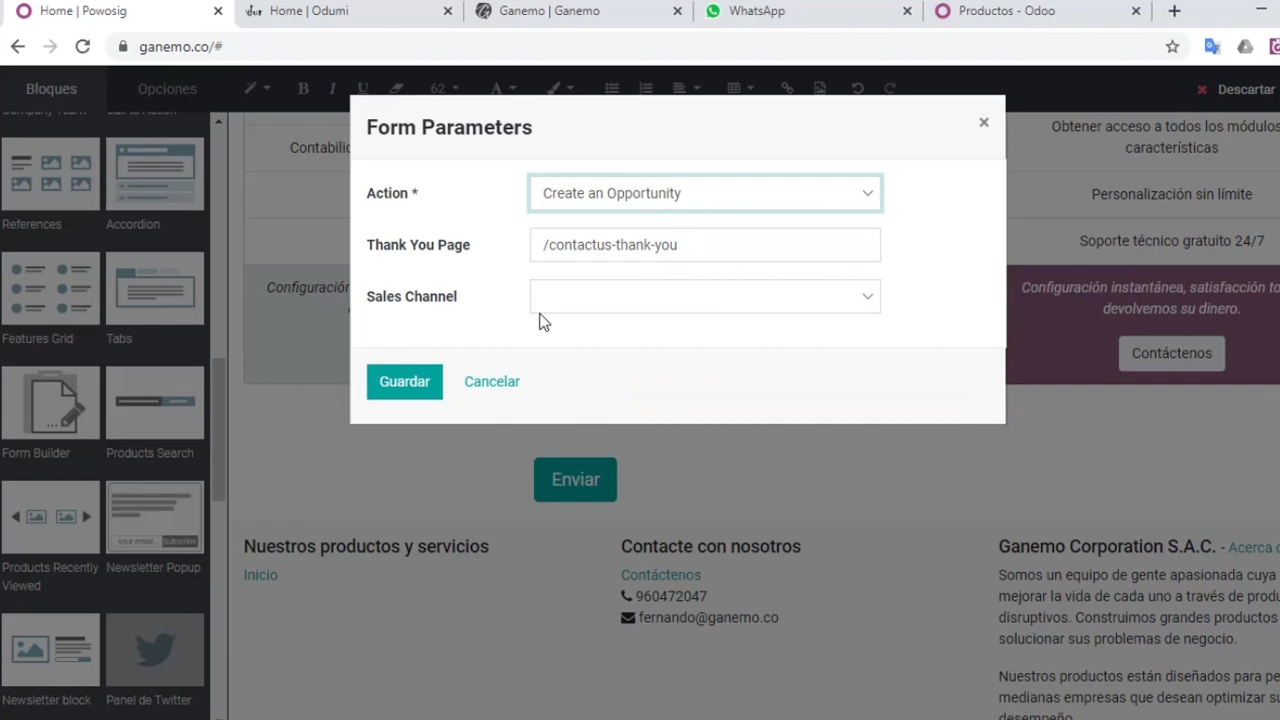 Home | Powosig
Home | Odumi
Ganemo | Ganemo
WhatsApp
Productos - Odoo
ganemo.co/#
Bloques
Opciones
B I U 62 A
Descartar
References
Accordion
Features Grid
Tabs
Form Builder
Products Search
your email...
Subscribe
Products Recently
Viewed
Newsletter Popup
Newsletter block
Panel de Twitter
Form Parameters
×
Action *
Create an Opportunity
Thank You Page
/contactus-thank-you
Sales Channel
Guardar
Cancelar
Contabilid
Obtener acceso a todos los módulos
características
Personalización sin límite
Soporte técnico gratuito 24/7
Configuración
Configuración instantánea, satisfacción to
devolvemos su dinero.
Contáctenos
Enviar
Nuestros productos y servicios
Inicio
Contacte con nosotros
Contáctenos
960472047
fernando@ganemo.co
Ganemo Corporation S.A.C. - Acerca d
Somos un equipo de gente apasionada cuya
mejorar la vida de cada uno a través de produ
disruptivos. Construimos grandes productos
solucionar sus problemas de negocio.
Nuestros productos están diseñados para pe
medianas empresas que desean optimizar su
desempeño.